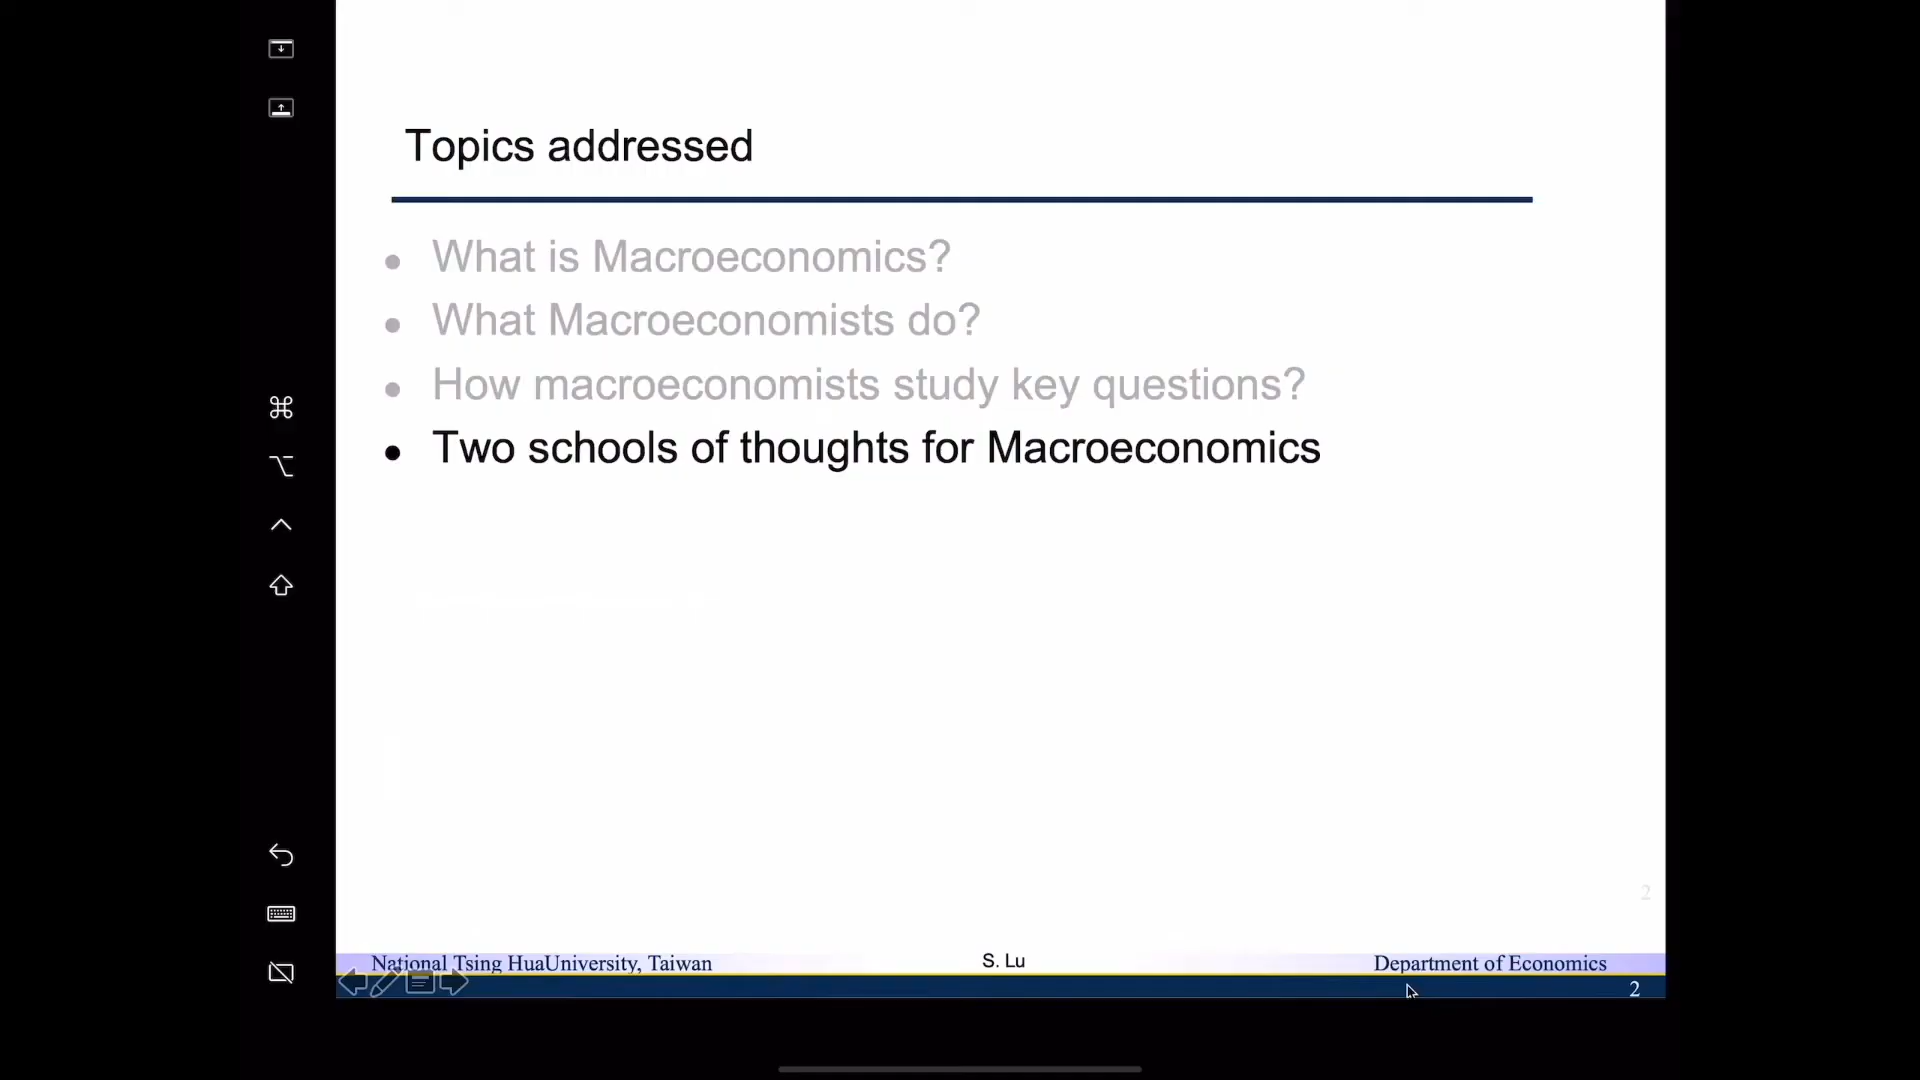 Topics addressed
• What is Macroeconomics?
• What Macroeconomists do?
• How macroeconomists study key questions?
• Two schools of thoughts for Macroeconomics
2
National Tsing HuaUniversity, Taiwan S. Lu Department of Economics
2